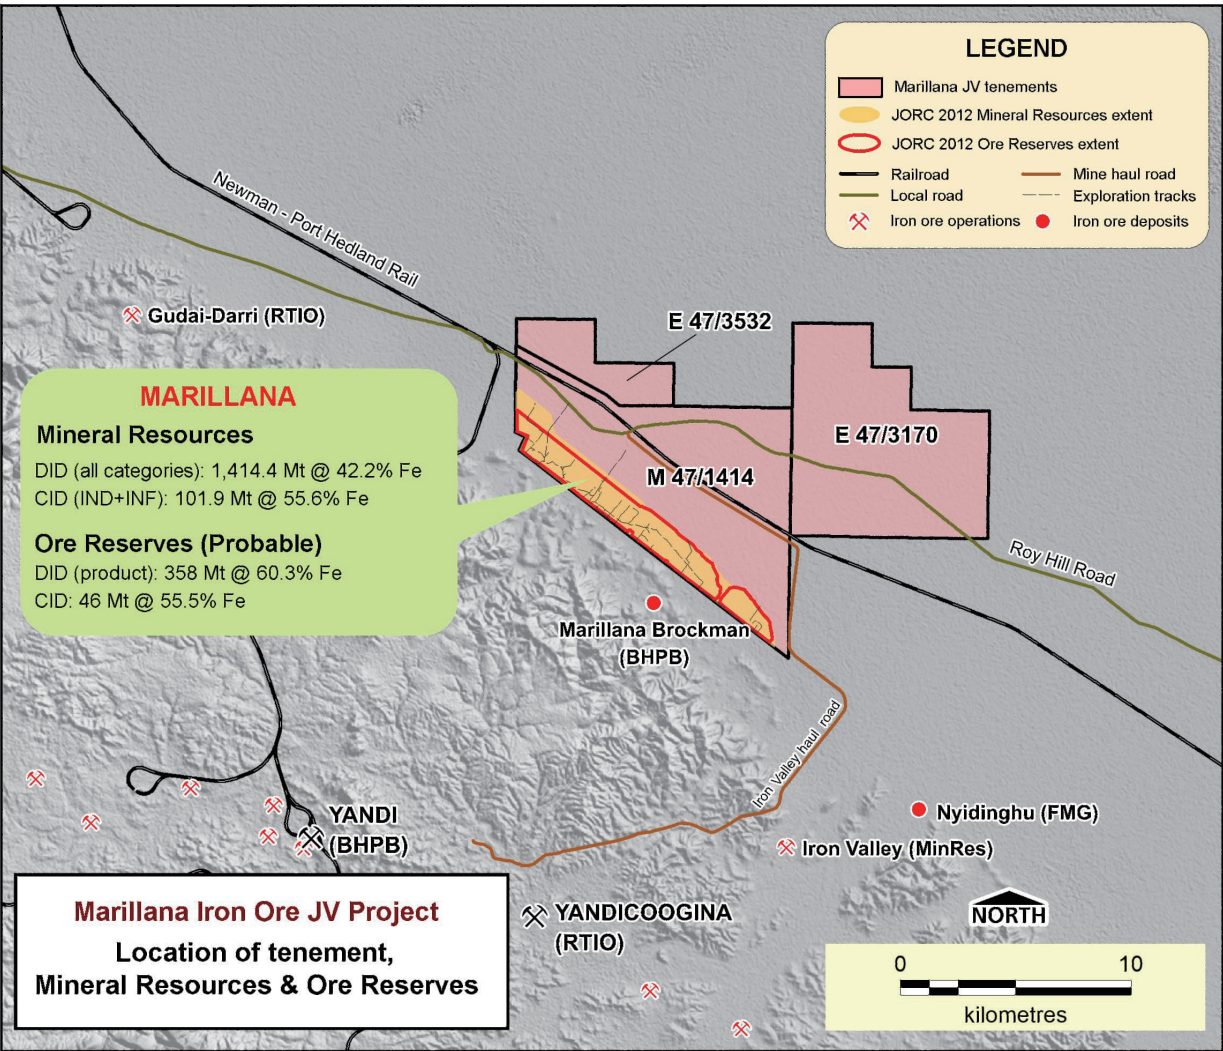 LEGEND
Marillana JV tenements
JORC 2012 Mineral Resources extent
JORC 2012 Ore Reserves extent
Railroad
Mine haul road
Local road
Exploration tracks
Iron ore operations
Iron ore deposits
Newman - Port Hedland Rail
Gudai-Darri (RTIO)
E 47/3532
MARILLANA
Mineral Resources
DID (all categories): 1,414.4 Mt @ 42.2% Fe
CID (IND+INF): 101.9 Mt @ 55.6% Fe
Ore Reserves (Probable)
DID (product): 358 Mt @ 60.3% Fe
CID: 46 Mt @ 55.5% Fe
E 47/3170
M 47/1414
Roy Hill Road
Marillana Brockman
(BHPB)
Iron Valley haul road
YANDI
(BHPB)
Nyidinghu (FMG)
Iron Valley (MinRes)
YANDICOOGINA
(RTIO)
NORTH
Marillana Iron Ore JV Project
Location of tenement,
Mineral Resources & Ore Reserves
0 10
kilometres